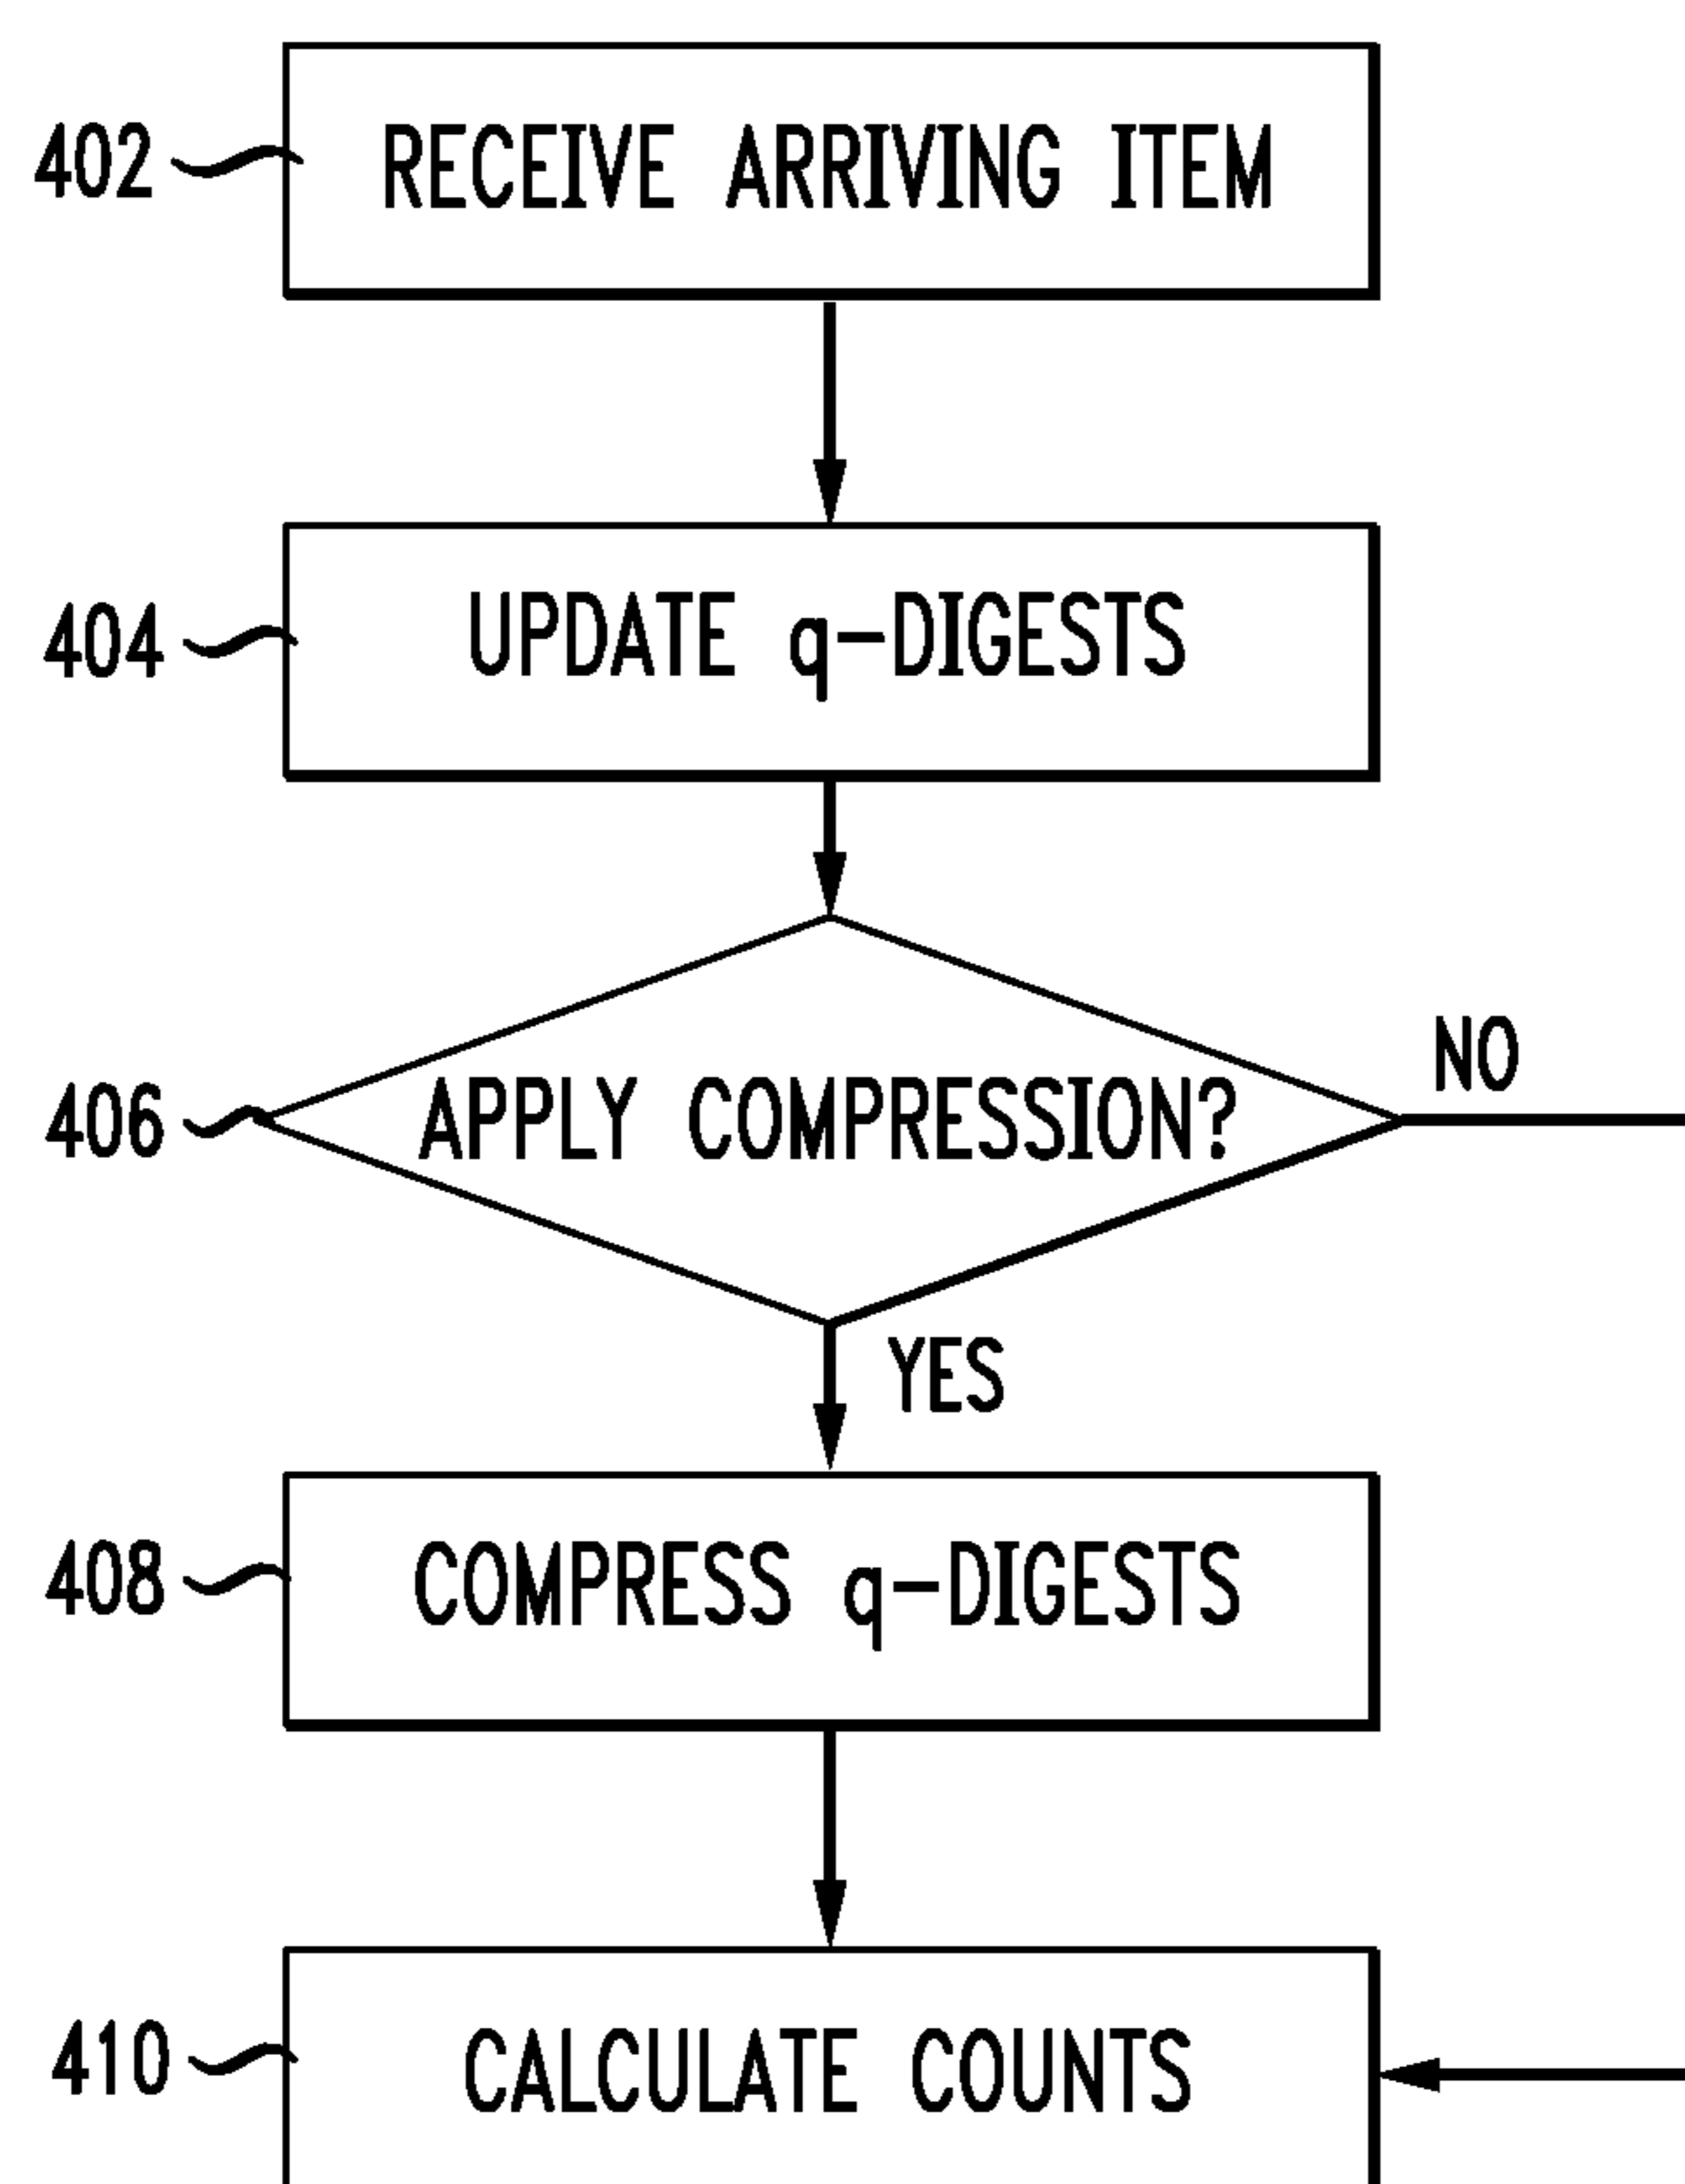 402 RECEIVE ARRIVING ITEM
404 UPDATE q-DIGESTS
NO
406 APPLY COMPRESSION?
YES
408 COMPRESS q-DIGESTS
410 CALCULATE COUNTS